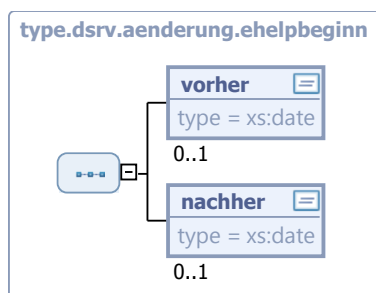 type.dsrv.aenderung.ehelpbeginn
vorher
type = xs:date
0..1
nachher
type = xs:date
0..1